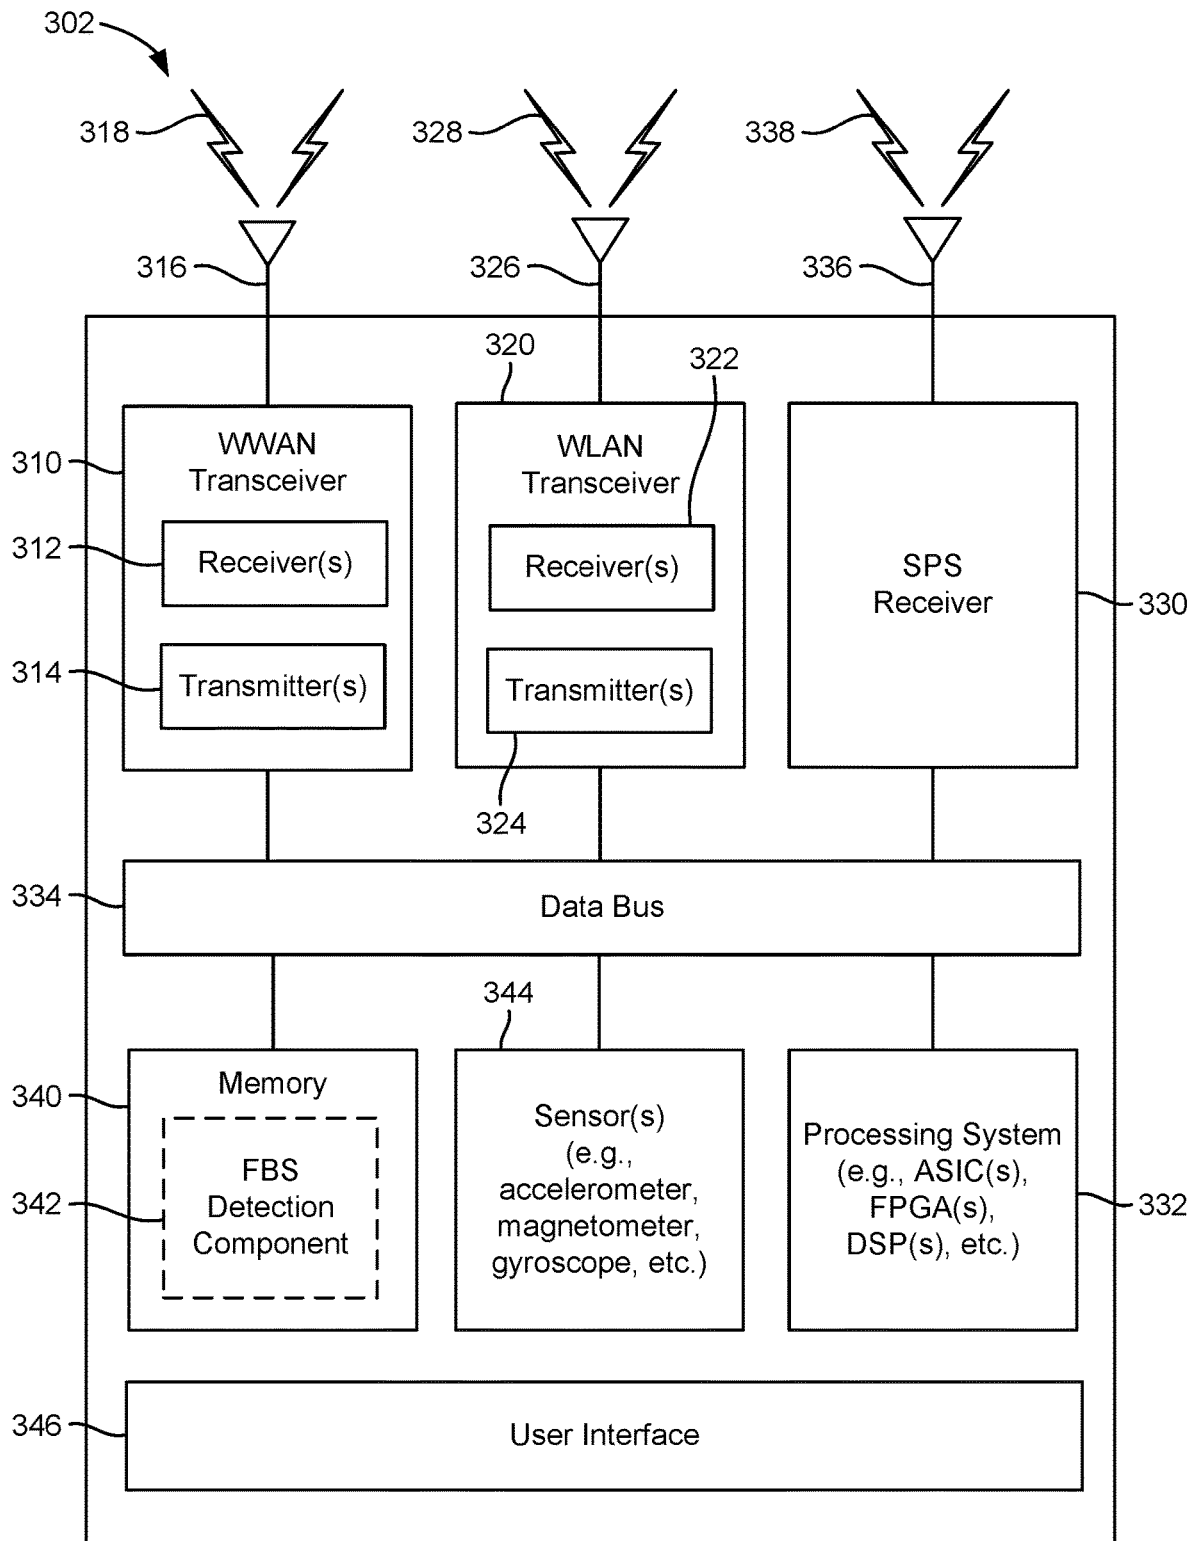 302
318
328
338
316
326
336
320
322
310
WWAN
Transceiver
WLAN
Transceiver
312
Receiver(s)
Receiver(s)
SPS
Receiver
330
314
Transmitter(s)
Transmitter(s)
324
334
Data Bus
344
340
Memory
342
FBS
Detection
Component
Sensor(s)
(e.g.,
accelerometer,
magnetometer,
gyroscope, etc.)
Processing System
(e.g., ASIC(s),
FPGA(s),
DSP(s), etc.)
332
346
User Interface